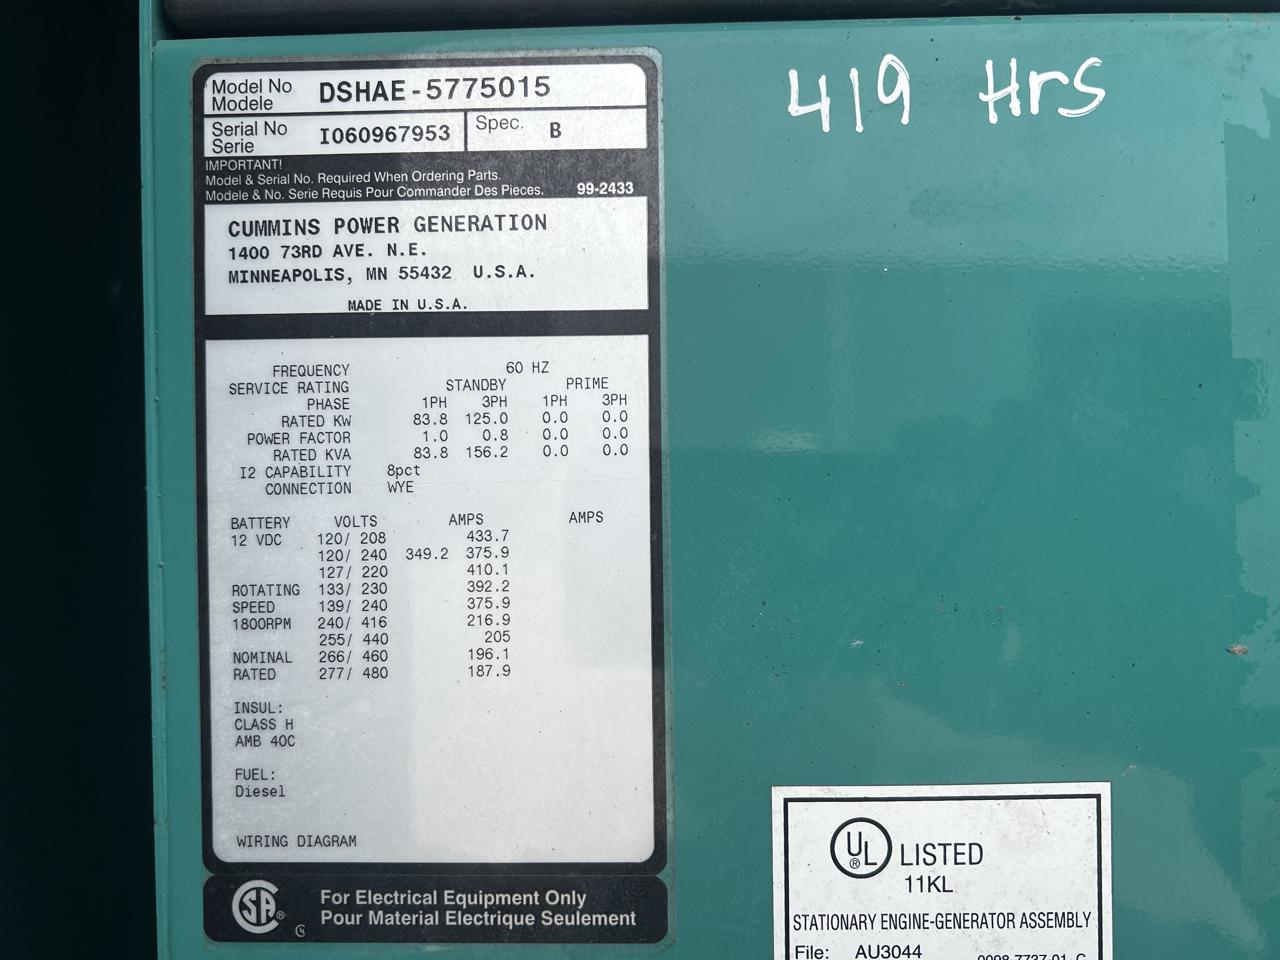 Model No DSHAE-5775015
Modele
Serial No I060967953 Spec. B
Serie
IMPORTANT!
Model & Serial No. Required When Ordering Parts.
Modele & No. Serie Requis Pour Commander Des Pieces. 99-2433
CUMMINS POWER GENERATION
1400 73RD AVE. N.E.
MINNEAPOLIS, MN 55432 U.S.A.
MADE IN U.S.A.
FREQUENCY 60 HZ
SERVICE RATING STANDBY PRIME
PHASE 1PH 3PH 1PH 3PH
RATED KW 83.8 125.0 0.0 0.0
POWER FACTOR 1.0 0.8 0.0 0.0
RATED KVA 83.8 156.2 0.0 0.0
I2 CAPABILITY 8pct
CONNECTION WYE
BATTERY VOLTS AMPS AMPS
12 VDC 120/ 208 433.7
120/ 240 349.2 375.9
127/ 220 410.1
ROTATING 133/ 230 392.2
SPEED 139/ 240 375.9
1800RPM 240/ 416 216.9
255/ 440 205
NOMINAL 266/ 460 196.1
RATED 277/ 480 187.9
INSUL:
CLASS H
AMB 40C
FUEL:
Diesel
WIRING DIAGRAM
SA ®
For Electrical Equipment Only
Pour Material Electrique Seulement
419 Hrs
UL ® LISTED
11KL
STATIONARY ENGINE-GENERATOR ASSEMBLY
File: AU3044 0098-7737-01 C